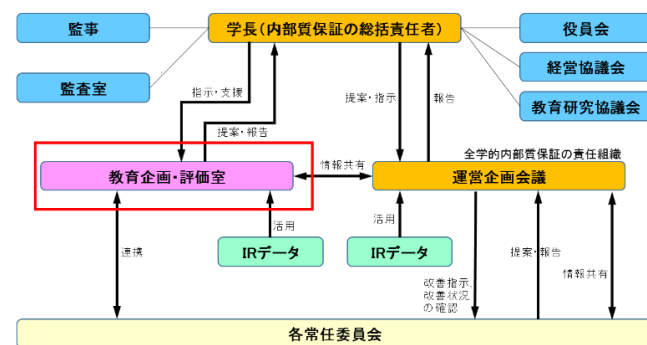 監事
学長(内部質保証の総括責任者)
役員会
経営協議会
監査室
教育研究協議会
指示・支援
提案・報告
提案・指示
報告
全学的内部質保証の責任組織
教育企画・評価室
情報共有
運営企画会議
活用
活用
連携
IRデータ
IRデータ
改善指示、
改善状況
の確認
提案・報告
情報共有
各常任委員会